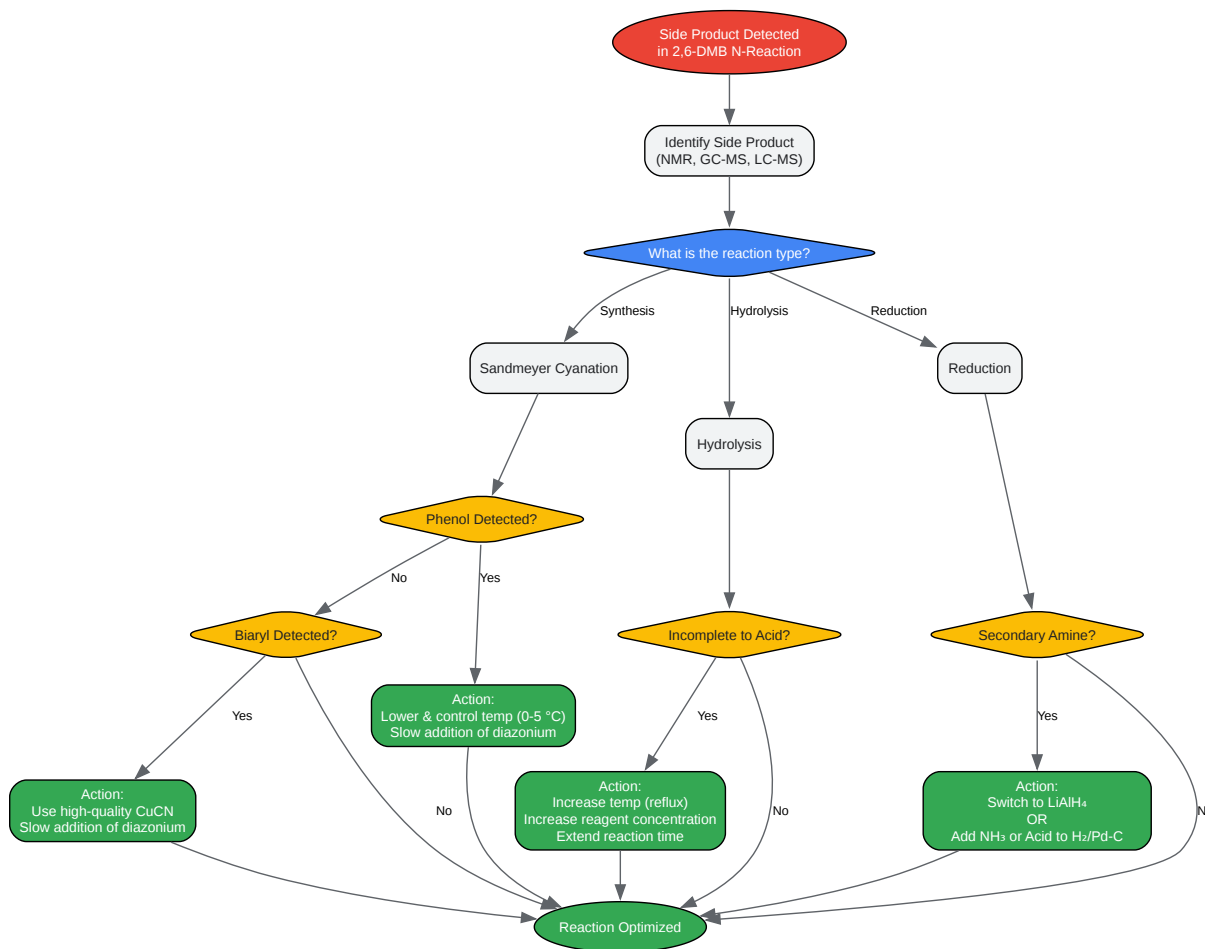 Side Product Detected
in 2,6-DMB N-Reaction
Identify Side Product
(NMR, GC-MS, LC-MS)
What is the reaction type?
Synthesis
Hydrolysis
Reduction
Sandmeyer Cyanation
Reduction
Hydrolysis
Phenol Detected?
No
Yes
Biaryl Detected?
Incomplete to Acid?
Secondary Amine?
Action:
Lower & control temp (0-5 °C)
Slow addition of diazonium
Yes
Yes
Yes
Action:
Use high-quality CuCN
Slow addition of diazonium
No
Action:
Increase temp (reflux)
Increase reagent concentration
Extend reaction time
No
Action:
Switch to LiAlH₄
OR
Add NH₃ or Acid to H₂/Pd-C
N
Reaction Optimized